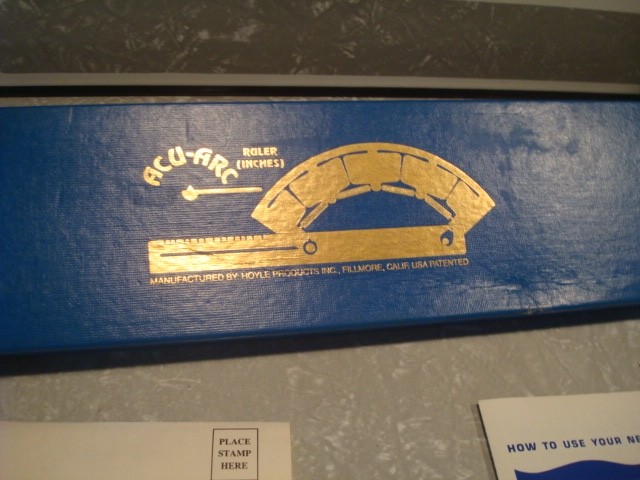 ACU-ARC
RULER
(INCHES)
MANUFACTURED BY HOYLE PRODUCTS INC., FILLMORE, CALIF. USA PATENTED
PLACE
STAMP
HERE
HOW TO USE YOUR NE